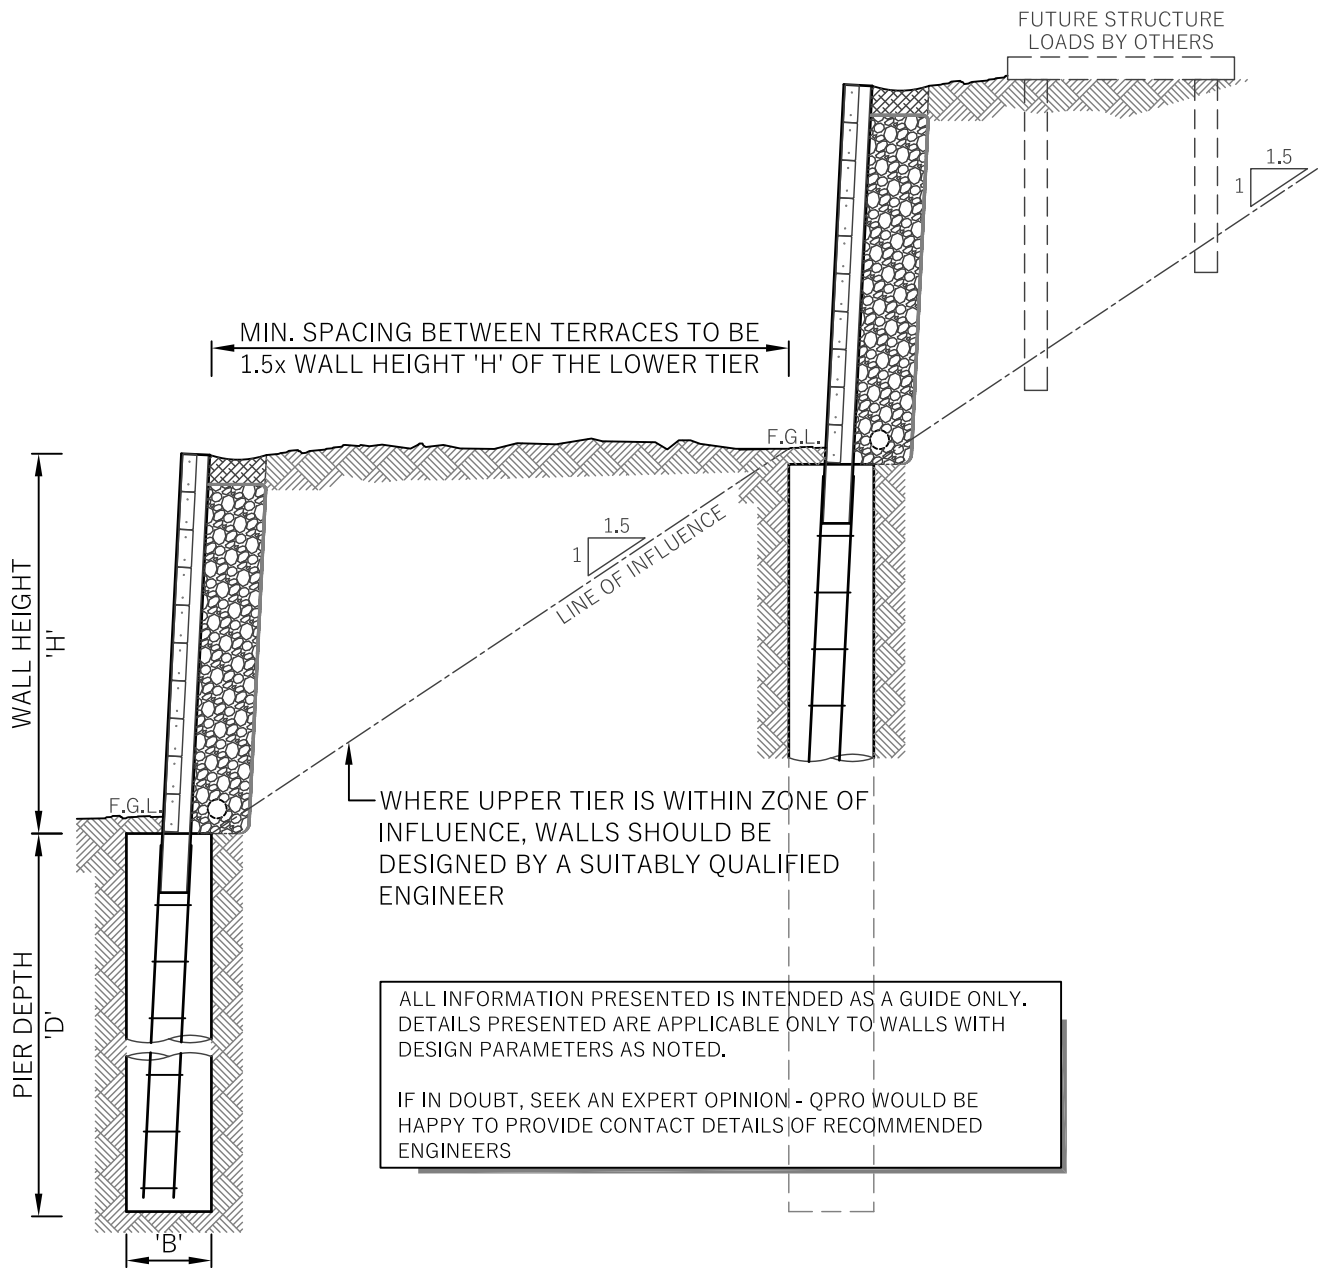 FUTURE STRUCTURE
LOADS BY OTHERS
1.5
1
MIN. SPACING BETWEEN TERRACES TO BE
1.5x WALL HEIGHT 'H' OF THE LOWER TIER
F.G.L.
1.5
1
LINE OF INFLUENCE
WALL HEIGHT
'H'
F.G.L.
WHERE UPPER TIER IS WITHIN ZONE OF
INFLUENCE, WALLS SHOULD BE
DESIGNED BY A SUITABLY QUALIFIED
ENGINEER
PIER DEPTH
'D'
ALL INFORMATION PRESENTED IS INTENDED AS A GUIDE ONLY.
DETAILS PRESENTED ARE APPLICABLE ONLY TO WALLS WITH
DESIGN PARAMETERS AS NOTED.
IF IN DOUBT, SEEK AN EXPERT OPINION - QPRO WOULD BE
HAPPY TO PROVIDE CONTACT DETAILS OF RECOMMENDED
ENGINEERS
'B'